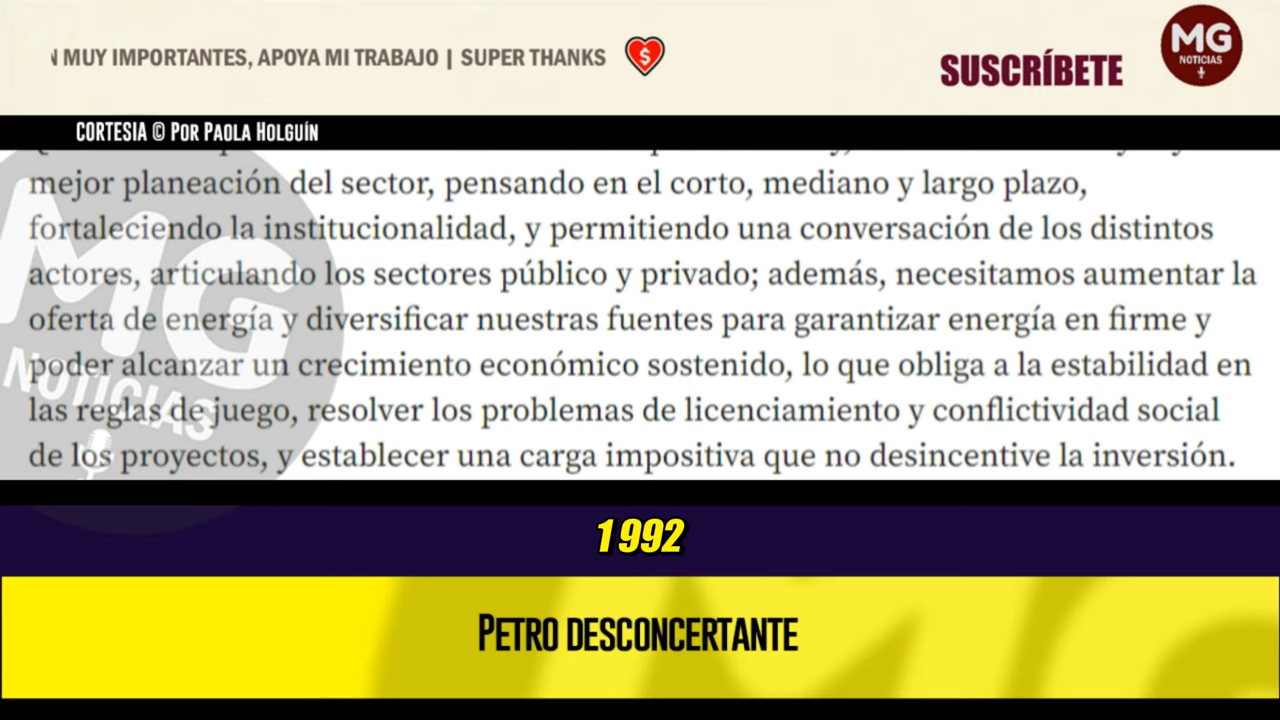 MUY IMPORTANTES, APOYA MI TRABAJO | SUPER THANKS
SUSCRÍBETE
MG
NOTICIAS
CORTESIA © POR PAOLA HOLGUÍN
mejor planeación del sector, pensando en el corto, mediano y largo plazo,
fortaleciendo la institucionalidad, y permitiendo una conversación de los distintos
actores, articulando los sectores público y privado; además, necesitamos aumentar la
oferta de energía y diversificar nuestras fuentes para garantizar energía en firme y
poder alcanzar un crecimiento económico sostenido, lo que obliga a la estabilidad en
las reglas de juego, resolver los problemas de licenciamiento y conflictividad social
de los proyectos, y establecer una carga impositiva que no desincentive la inversión.
MG
NOTICIAS
1992
PETRO DESCONCERTANTE